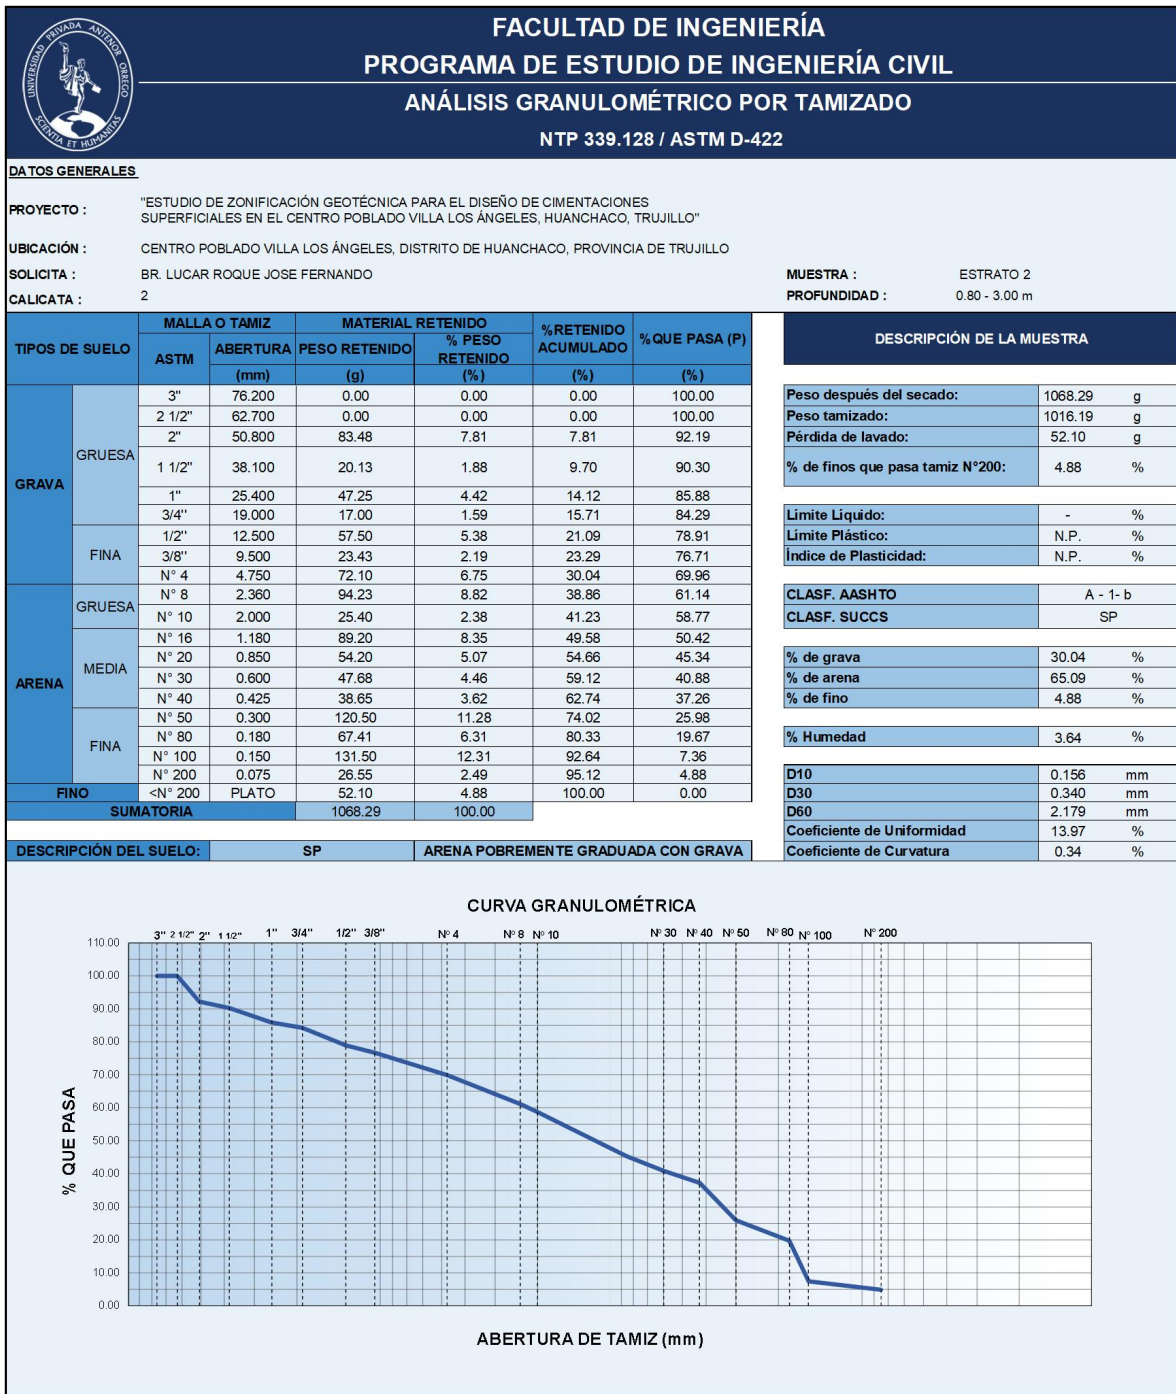 UNIVERSIDAD PRIVADA ANTENOR ORREGO
SCIENTIA ET HUMANITAS
FACULTAD DE INGENIERÍA
PROGRAMA DE ESTUDIO DE INGENIERÍA CIVIL
ANÁLISIS GRANULOMÉTRICO POR TAMIZADO
NTP 339.128 / ASTM D-422
DATOS GENERALES
PROYECTO : "ESTUDIO DE ZONIFICACIÓN GEOTÉCNICA PARA EL DISEÑO DE CIMENTACIONES
SUPERFICIALES EN EL CENTRO POBLADO VILLA LOS ÁNGELES, HUANCHACO, TRUJILLO"
UBICACIÓN : CENTRO POBLADO VILLA LOS ÁNGELES, DISTRITO DE HUANCHACO, PROVINCIA DE TRUJILLO
SOLICITA : BR. LUCAR ROQUE JOSE FERNANDO MUESTRA : ESTRATO 2
CALICATA : 2 PROFUNDIDAD : 0.80 - 3.00 m
TIPOS DE SUELO MALLA O TAMIZ MATERIAL RETENIDO %RETENIDO ACUMULADO %QUE PASA (P)
ASTM ABERTURA PESO RETENIDO % PESO RETENIDO
(mm) (g) (%) (%) (%)
GRAVA GRUESA 3" 76.200 0.00 0.00 0.00 100.00
2 1/2" 62.700 0.00 0.00 0.00 100.00
2" 50.800 83.48 7.81 7.81 92.19
1 1/2" 38.100 20.13 1.88 9.70 90.30
1" 25.400 47.25 4.42 14.12 85.88
3/4" 19.000 17.00 1.59 15.71 84.29
FINA 1/2" 12.500 57.50 5.38 21.09 78.91
3/8" 9.500 23.43 2.19 23.29 76.71
N° 4 4.750 72.10 6.75 30.04 69.96
ARENA GRUESA N° 8 2.360 94.23 8.82 38.86 61.14
N° 10 2.000 25.40 2.38 41.23 58.77
MEDIA N° 16 1.180 89.20 8.35 49.58 50.42
N° 20 0.850 54.20 5.07 54.66 45.34
N° 30 0.600 47.68 4.46 59.12 40.88
N° 40 0.425 38.65 3.62 62.74 37.26
FINA N° 50 0.300 120.50 11.28 74.02 25.98
N° 80 0.180 67.41 6.31 80.33 19.67
N° 100 0.150 131.50 12.31 92.64 7.36
N° 200 0.075 26.55 2.49 95.12 4.88
FINO <N° 200 PLATO 52.10 4.88 100.00 0.00
SUMATORIA 1068.29 100.00
DESCRIPCIÓN DEL SUELO: SP ARENA POBREMENTE GRADUADA CON GRAVA
DESCRIPCIÓN DE LA MUESTRA
Peso después del secado: 1068.29 g
Peso tamizado: 1016.19 g
Pérdida de lavado: 52.10 g
% de finos que pasa tamiz N°200: 4.88 %
Limite Liquido: - %
Límite Plástico: N.P. %
Índice de Plasticidad: N.P. %
CLASF. AASHTO A - 1- b
CLASF. SUCCS SP
% de grava 30.04 %
% de arena 65.09 %
% de fino 4.88 %
% Humedad 3.64 %
D10 0.156 mm
D30 0.340 mm
D60 2.179 mm
Coeficiente de Uniformidad 13.97 %
Coeficiente de Curvatura 0.34 %
CURVA GRANULOMÉTRICA
3" 2 1/2" 2" 1 1/2" 1" 3/4" 1/2" 3/8" Nº 4 Nº 8 Nº 10 Nº 30 Nº 40 Nº 50 Nº 80 Nº 100 Nº 200
110.00
100.00
90.00
80.00
70.00
60.00
50.00
40.00
30.00
20.00
10.00
0.00
% QUE PASA
ABERTURA DE TAMIZ (mm)